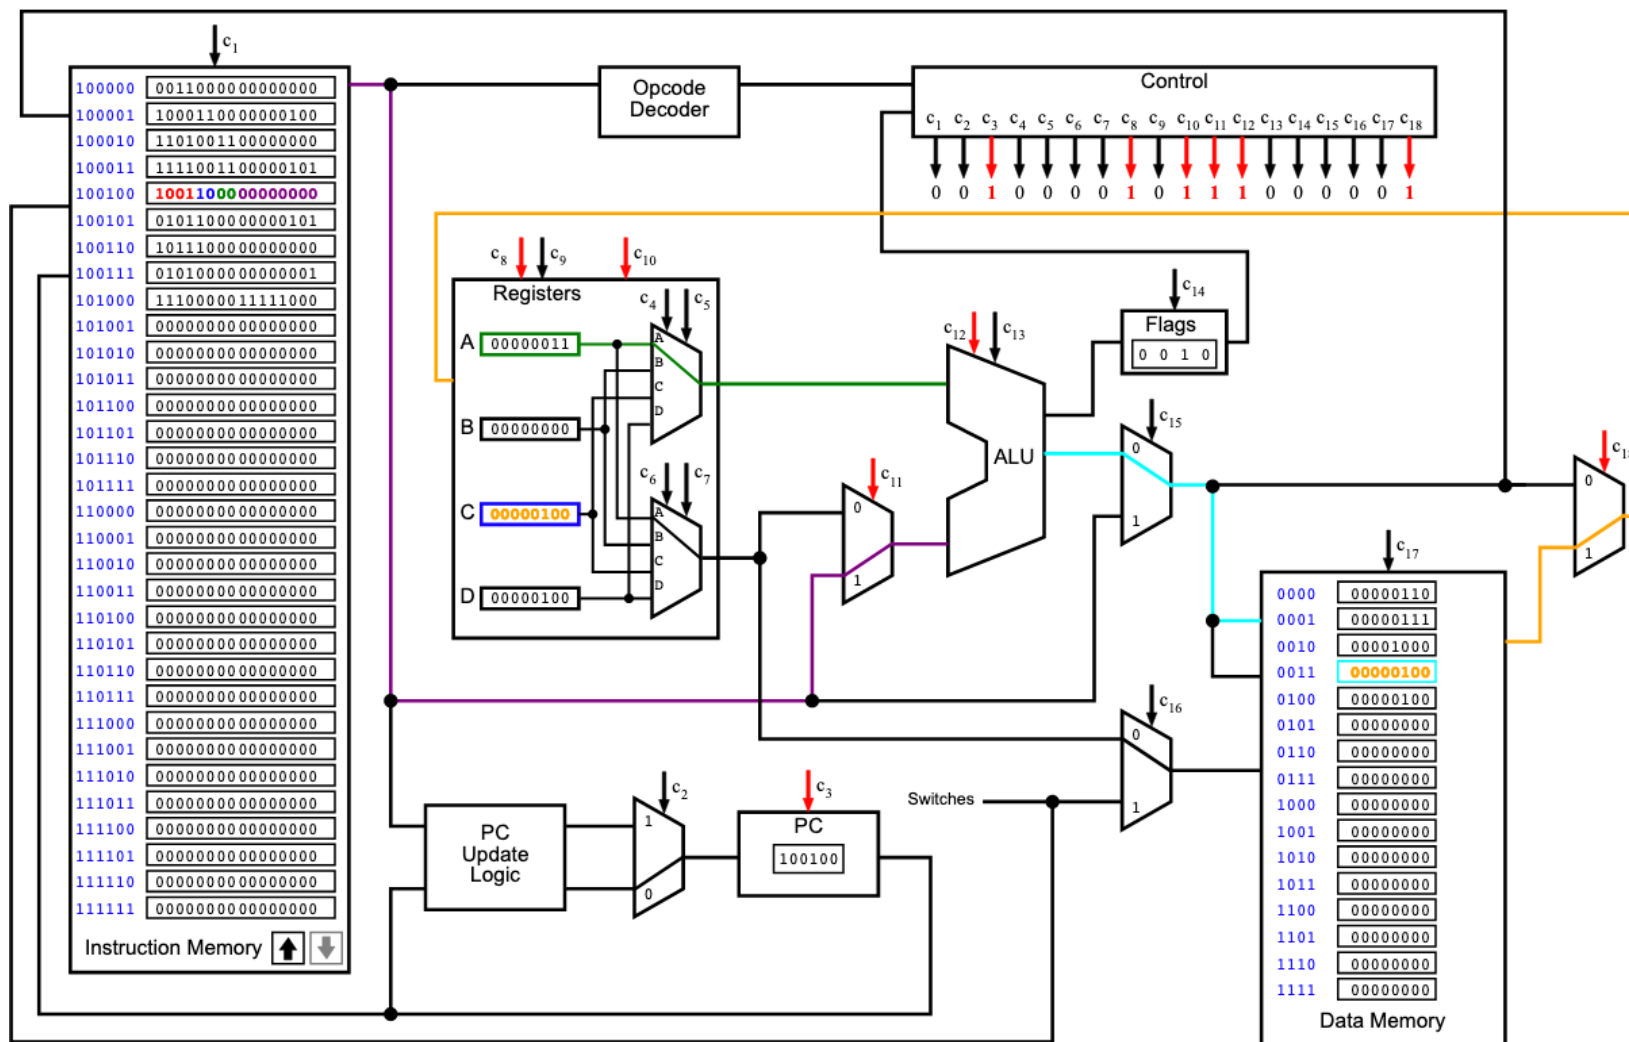 c1
100000 0011000000000000
100001 1000110000000100
100010 1101001100000000
100011 1111001100000101
100100 1001100000000000
100101 0101100000000101
100110 1011100000000000
100111 0101000000000001
101000 1110000011111000
101001 0000000000000000
101010 0000000000000000
101011 0000000000000000
101100 0000000000000000
101101 0000000000000000
101110 0000000000000000
101111 0000000000000000
110000 0000000000000000
110001 0000000000000000
110010 0000000000000000
110011 0000000000000000
110100 0000000000000000
110101 0000000000000000
110110 0000000000000000
110111 0000000000000000
111000 0000000000000000
111001 0000000000000000
111010 0000000000000000
111011 0000000000000000
111100 0000000000000000
111101 0000000000000000
111110 0000000000000000
111111 0000000000000000
Instruction Memory
Opcode
Decoder
Control
c1 c2 c3 c4 c5 c6 c7 c8 c9 c10 c11 c12 c13 c14 c15 c16 c17 c18
0 0 1 0 0 0 0 1 0 1 1 1 0 0 0 0 0 1
c8 c9 c10
Registers
c4 c5
A 00000011
B 00000000
C 00000100
D 00000100
A
B
C
D
c6 c7
A
B
C
D
c11
0
1
c12 c13
ALU
c14
Flags
0 0 1 0
c15
0
1
c16
0
1
Switches
c2
1
0
PC
Update
Logic
c3
PC
100100
0
1
c17
0000 00000110
0001 00000111
0010 00001000
0011 00000100
0100 00000100
0101 00000000
0110 00000000
0111 00000000
1000 00000000
1001 00000000
1010 00000000
1011 00000000
1100 00000000
1101 00000000
1110 00000000
1111 00000000
Data Memory